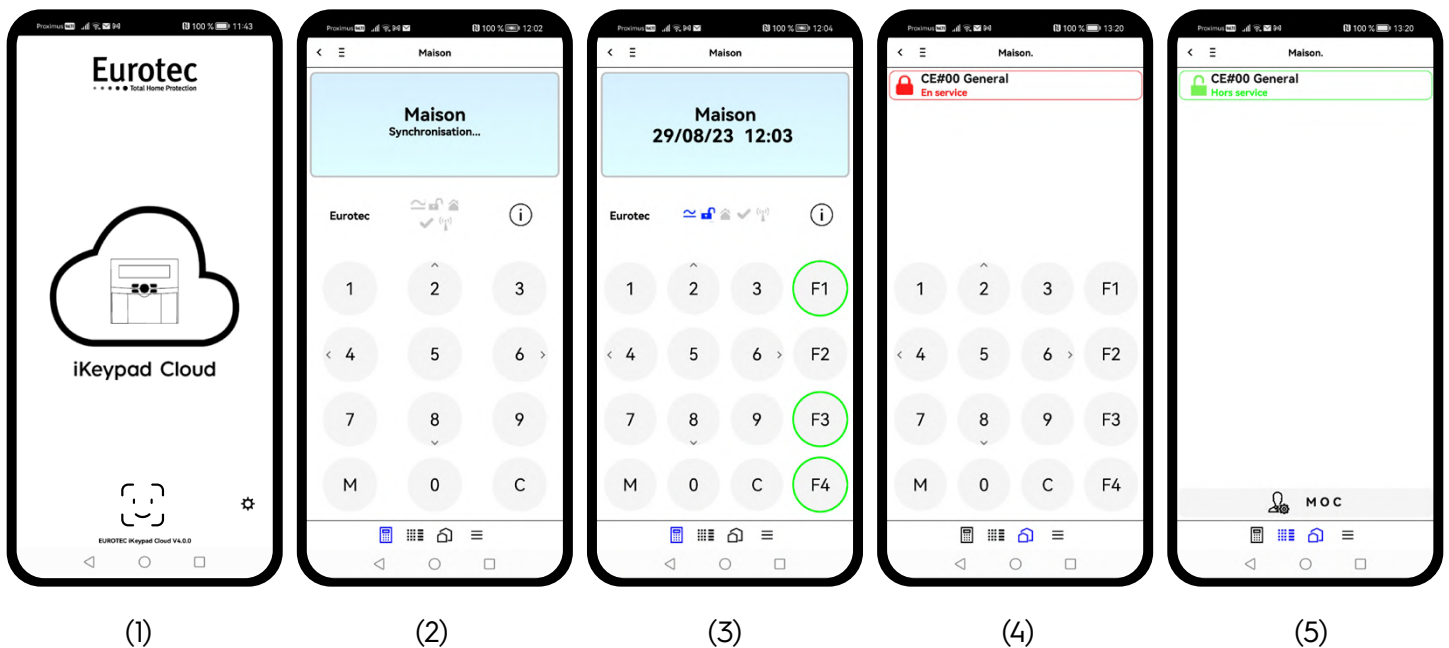 Proximus 100 % 11:43
Eurotec
Total Home Protection
iKeypad Cloud
EUROTEC iKeypad Cloud V4.0.0
(1)
Proximus 100 % 12:02
Maison
Maison
Synchronisation...
Eurotec i
1 2 3
4 5 6
7 8 9
M 0 C
(2)
Proximus 100 % 12:04
Maison
Maison
29/08/23 12:03
Eurotec i
1 2 3 F1
4 5 6 F2
7 8 9 F3
M 0 C F4
(3)
Proximus 100 % 13:20
Maison.
CE#00 General
En service
1 2 3 F1
4 5 6 F2
7 8 9 F3
M 0 C F4
(4)
Proximus 100 % 13:20
Maison.
CE#00 General
Hors service
MOC
(5)